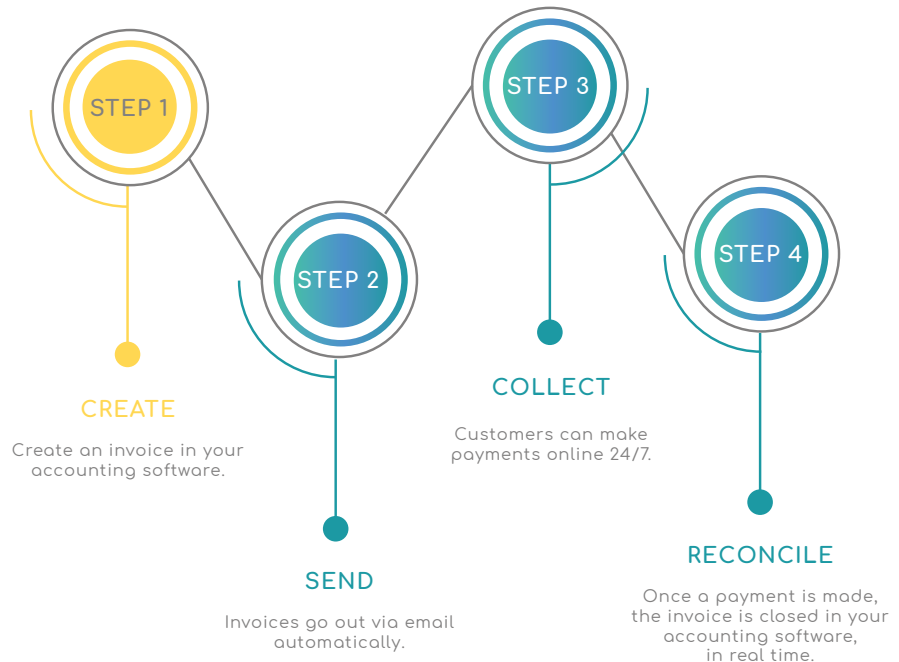 STEP 1
CREATE
Create an invoice in your
accounting software.
STEP 2
SEND
Invoices go out via email
automatically.
STEP 3
COLLECT
Customers can make
payments online 24/7.
STEP 4
RECONCILE
Once a payment is made,
the invoice is closed in your
accounting software,
in real time.